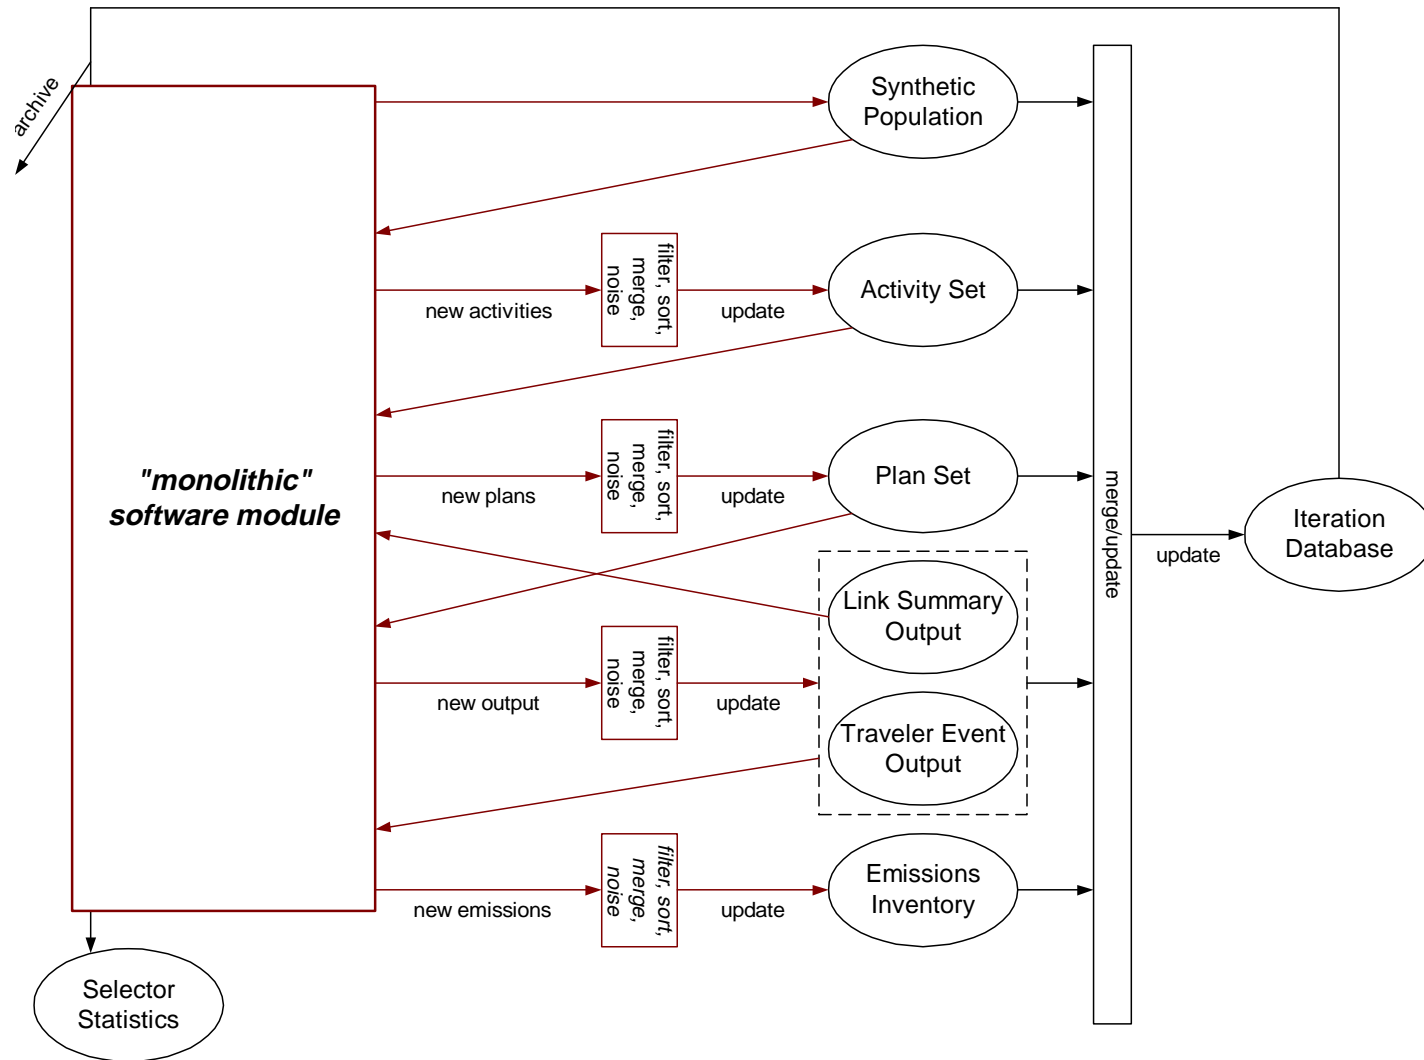 archive
Synthetic
Population
filter, sort,
merge,
noise
new activities
update
Activity Set
"monolithic"
software module
filter, sort,
merge,
noise
new plans
update
Plan Set
merge/update
update
Iteration
Database
Link Summary
Output
filter, sort,
merge,
noise
new output
update
Traveler Event
Output
filter, sort,
merge,
noise
new emissions
update
Emissions
Inventory
Selector
Statistics